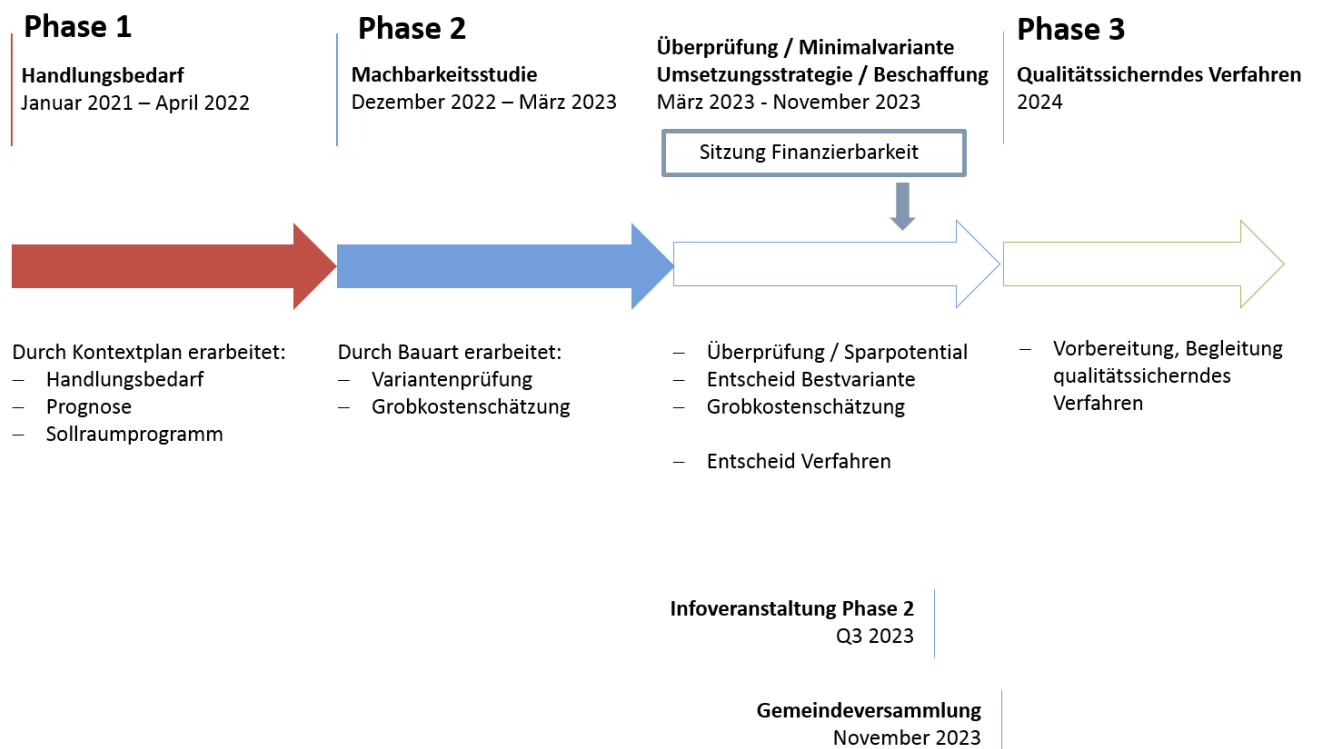 Phase 1
Handlungsbedarf
Januar 2021 – April 2022
Phase 2
Machbarkeitsstudie
Dezember 2022 – März 2023
Überprüfung / Minimalvariante
Umsetzungsstrategie / Beschaffung
März 2023 - November 2023
Sitzung Finanzierbarkeit
Phase 3
Qualitätssicherndes Verfahren
2024
Durch Kontextplan erarbeitet:
– Handlungsbedarf
– Prognose
– Sollraumprogramm
Durch Bauart erarbeitet:
– Variantenprüfung
– Grobkostenschätzung
– Überprüfung / Sparpotential
– Entscheid Bestvariante
– Grobkostenschätzung
– Entscheid Verfahren
– Vorbereitung, Begleitung
qualitätssicherndes
Verfahren
Infoveranstaltung Phase 2
Q3 2023
Gemeindeversammlung
November 2023